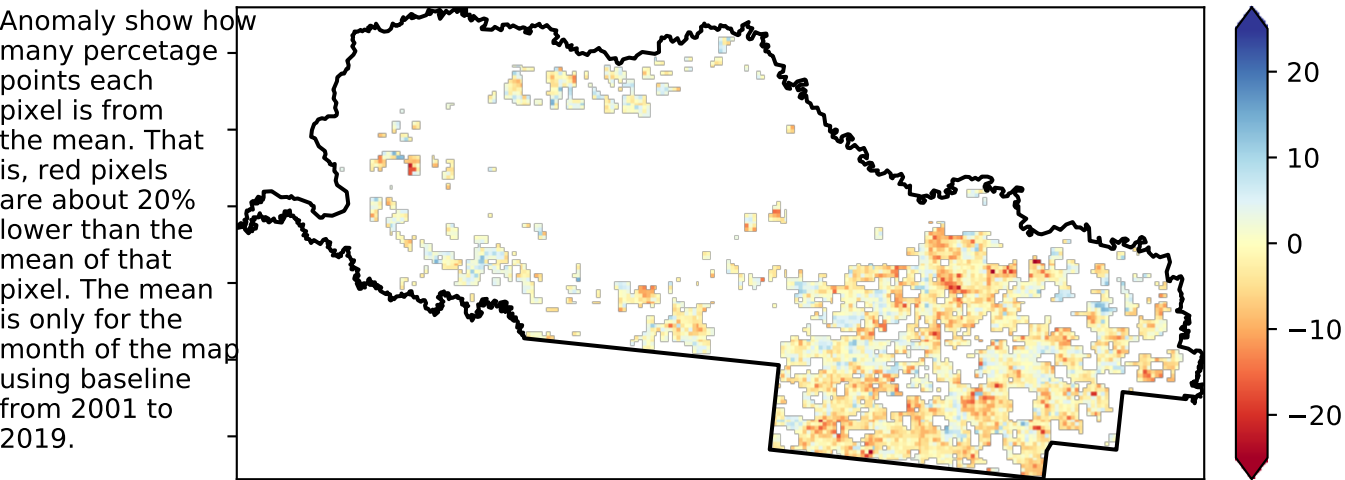 Anomaly show how
many percetage
points each
pixel is from
the mean. That
is, red pixels
are about 20%
lower than the
mean of that
pixel. The mean
is only for the
month of the map
using baseline
from 2001 to
2019.
20
10
0
−10
−20